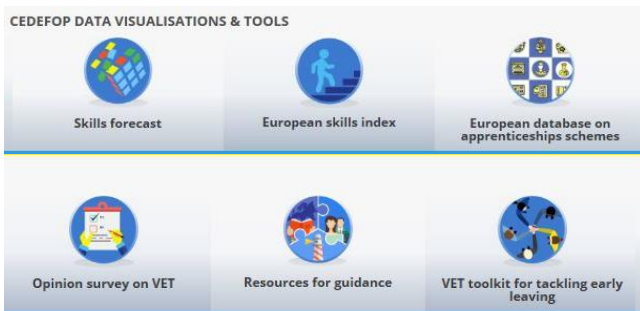 CEDEFOP DATA VISUALISATIONS & TOOLS
Skills forecast
European skills index
European database on
apprenticeships schemes
Opinion survey on VET
Resources for guidance
VET toolkit for tackling early
leaving